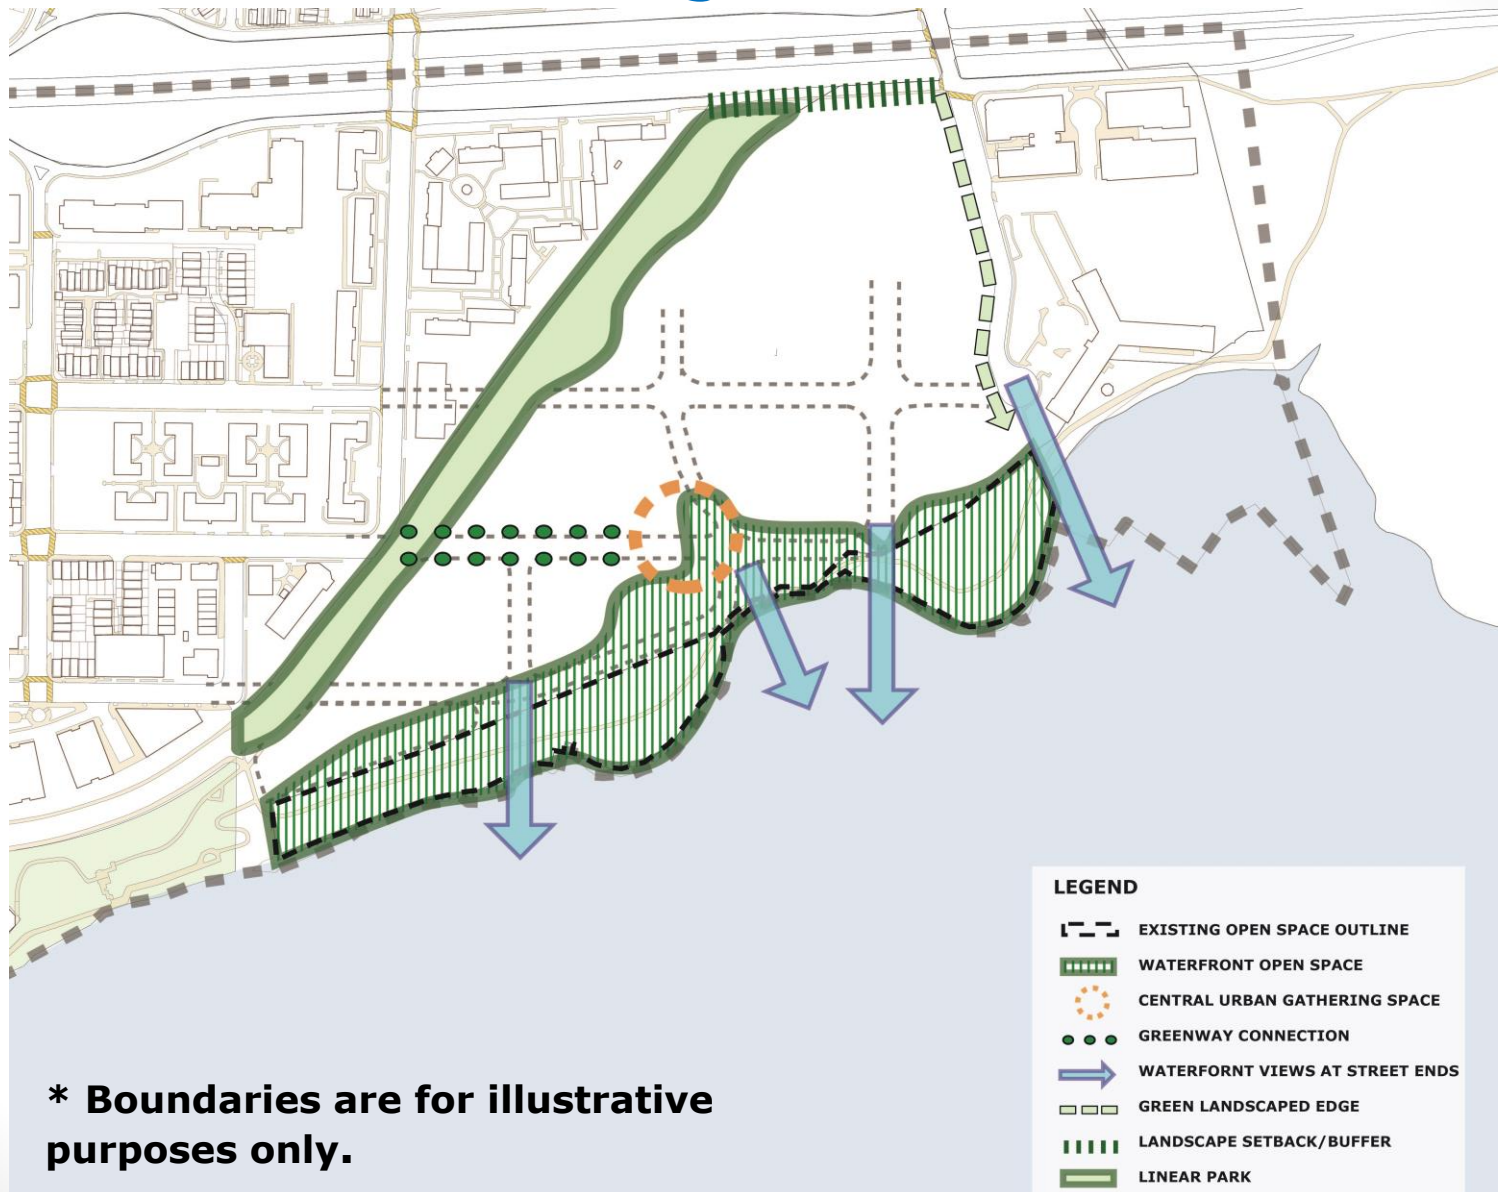 LEGEND
EXISTING OPEN SPACE OUTLINE
WATERFRONT OPEN SPACE
CENTRAL URBAN GATHERING SPACE
GREENWAY CONNECTION
WATERFORNT VIEWS AT STREET ENDS
GREEN LANDSCAPED EDGE
LANDSCAPE SETBACK/BUFFER
LINEAR PARK
* Boundaries are for illustrative
purposes only.